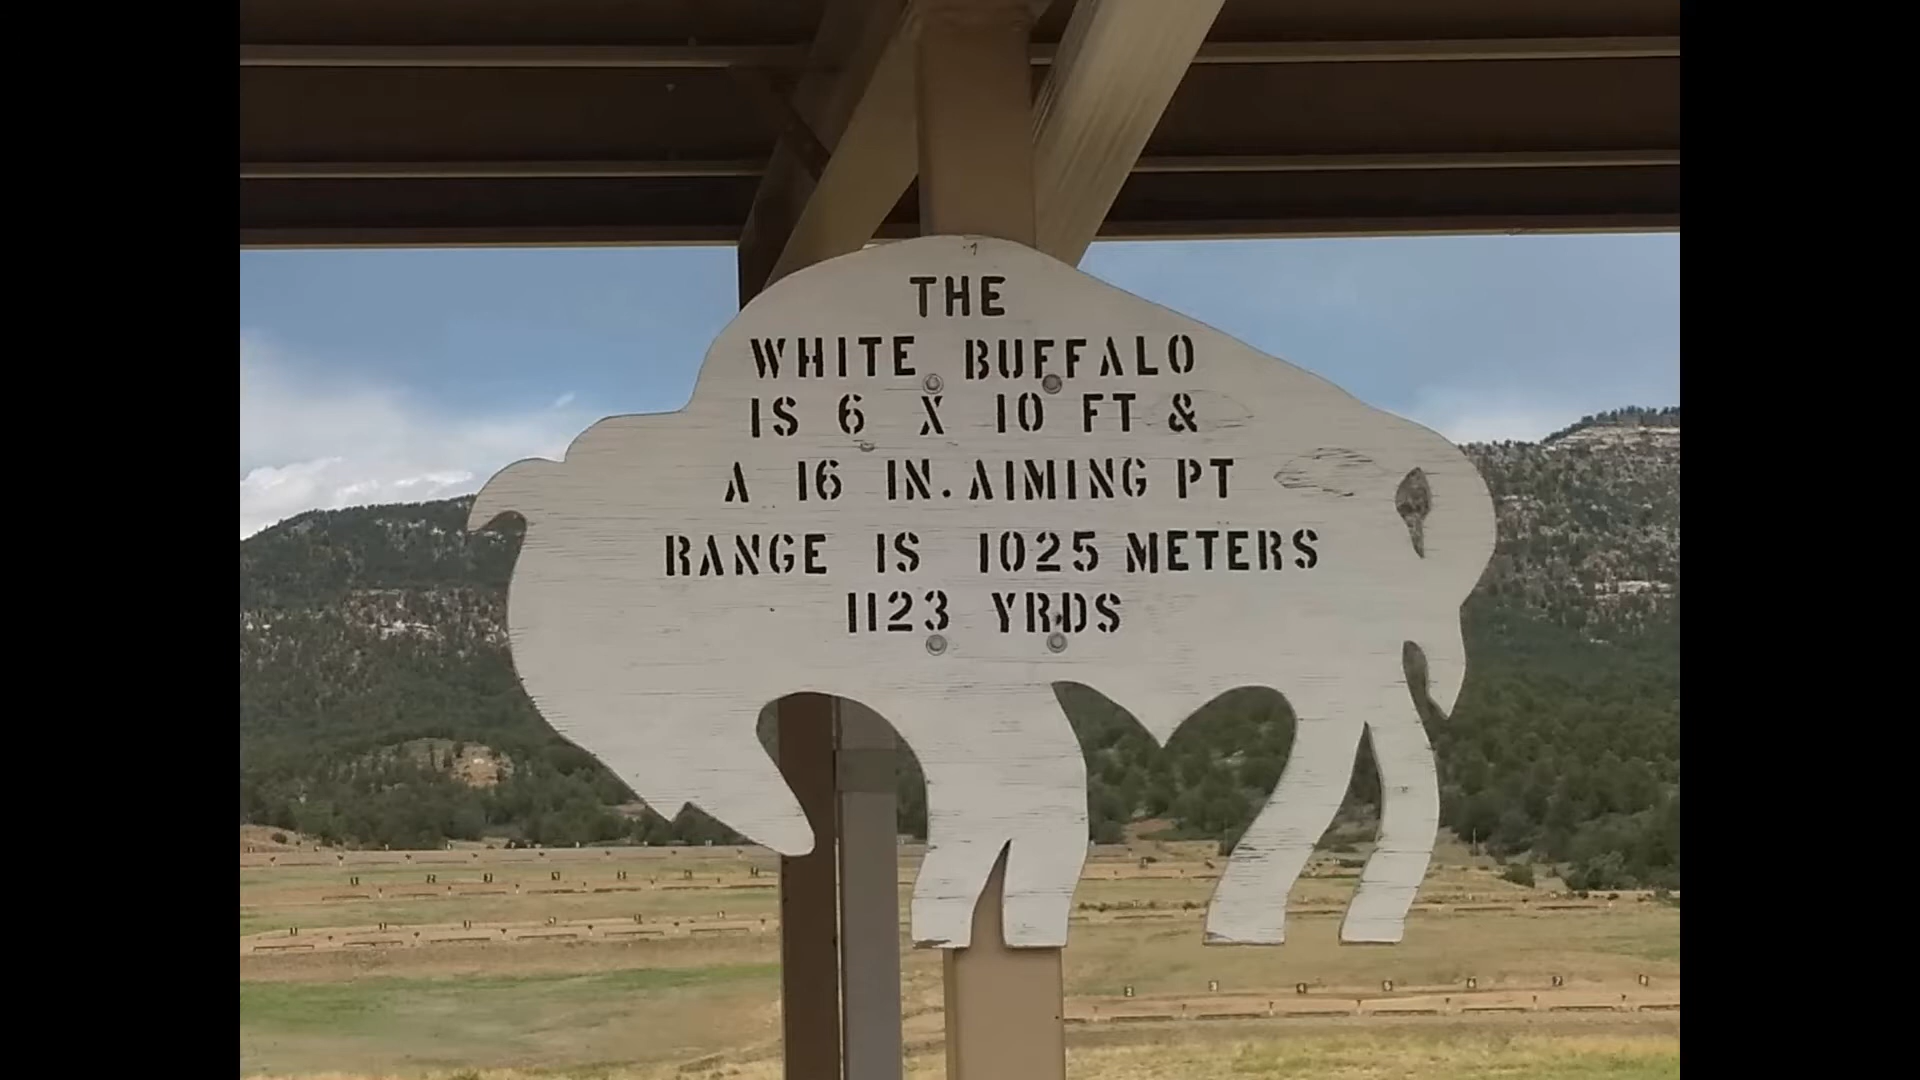 THE
WHITE BUFFALO
IS 6 X 10 FT &
A 16 IN. AIMING PT
RANGE IS 1025 METERS
1123 YRDS